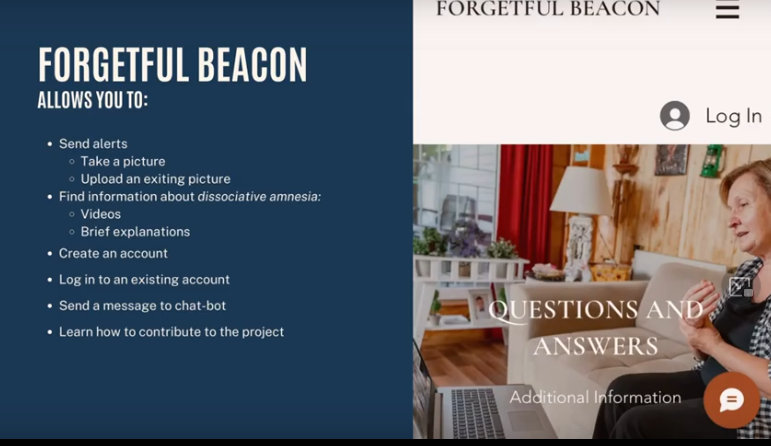 FORGETFUL BEACON
ALLOWS YOU TO:
• Send alerts
◦ Take a picture
◦ Upload an exiting picture
• Find information about dissociative amnesia:
◦ Videos
◦ Brief explanations
• Create an account
• Log in to an existing account
• Send a message to chat-bot
• Learn how to contribute to the project
FORGETFUL BEACON
Log In
QUESTIONS AND
ANSWERS
Additional Information